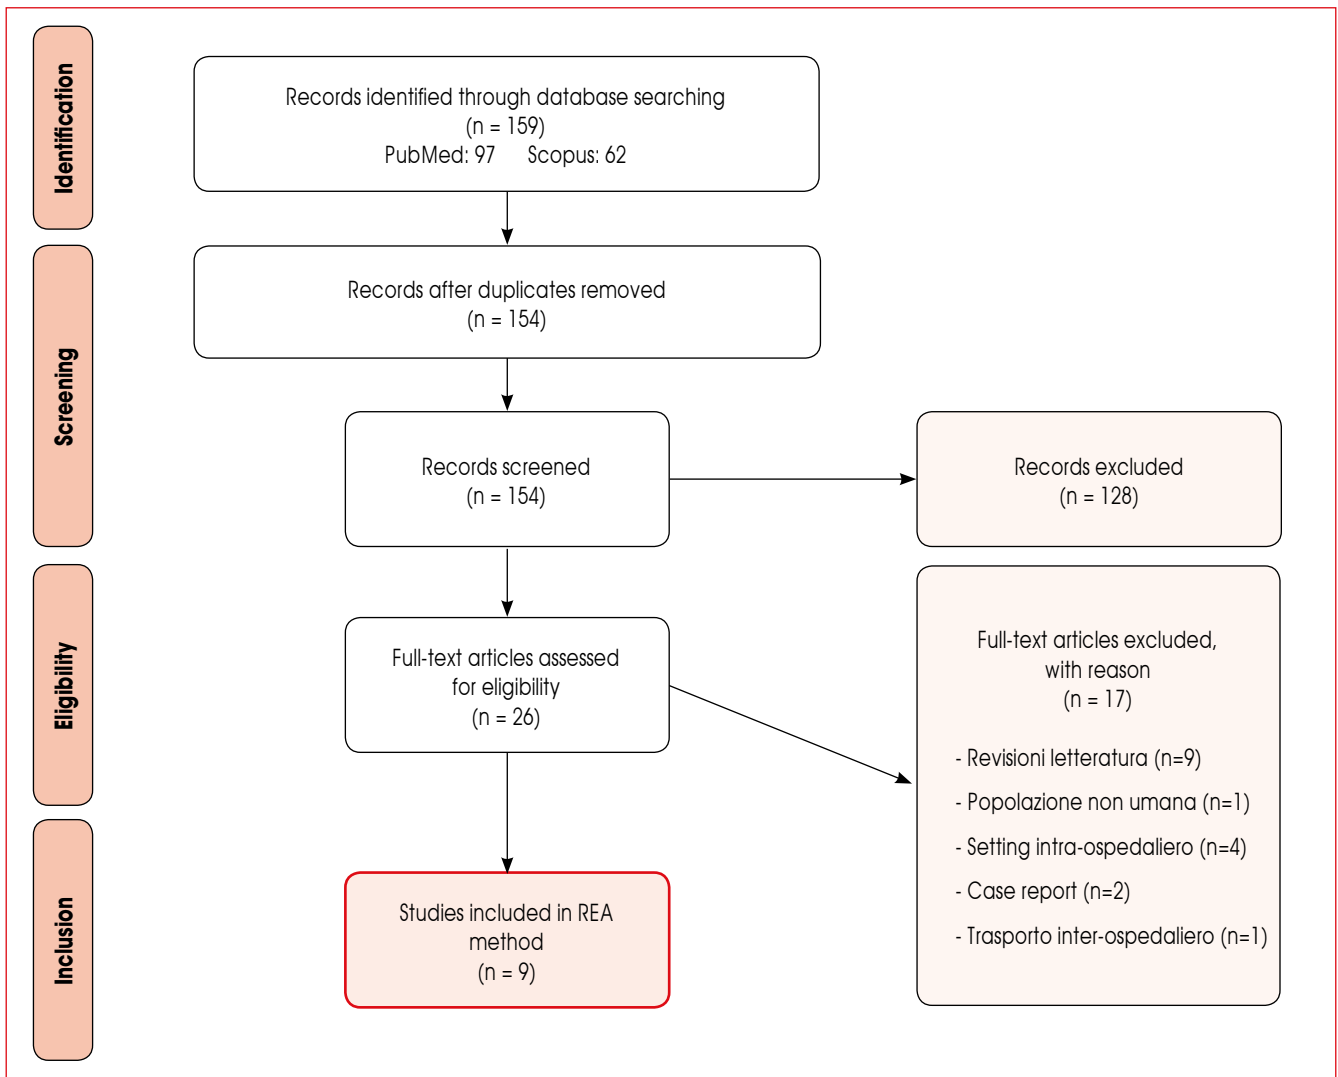 Identification
Records identified through database searching
(n = 159)
PubMed: 97 Scopus: 62
Screening
Records after duplicates removed
(n = 154)
Records screened
(n = 154)
Records excluded
(n = 128)
Eligibility
Full-text articles assessed
for eligibility
(n = 26)
Full-text articles excluded,
with reason
(n = 17)
- Revisioni letteratura (n=9)
- Popolazione non umana (n=1)
- Setting intra-ospedaliero (n=4)
- Case report (n=2)
- Trasporto inter-ospedaliero (n=1)
Inclusion
Studies included in REA
method
(n = 9)